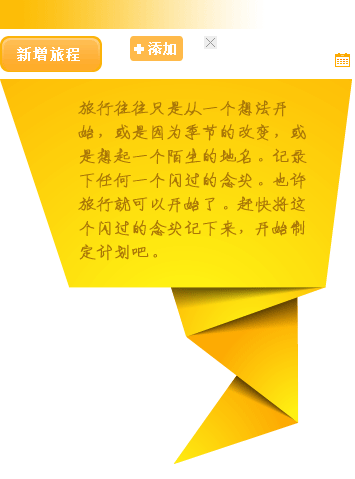 新增旅程
添加
旅行往往只是从一个想法开
始，或是因为季节的改变，或
是想起一个陌生的地名。记录
下任何一个闪过的念头。也许
旅行就可以开始了。赶快将这
个闪过的念头记下来，开始制
定计划吧。